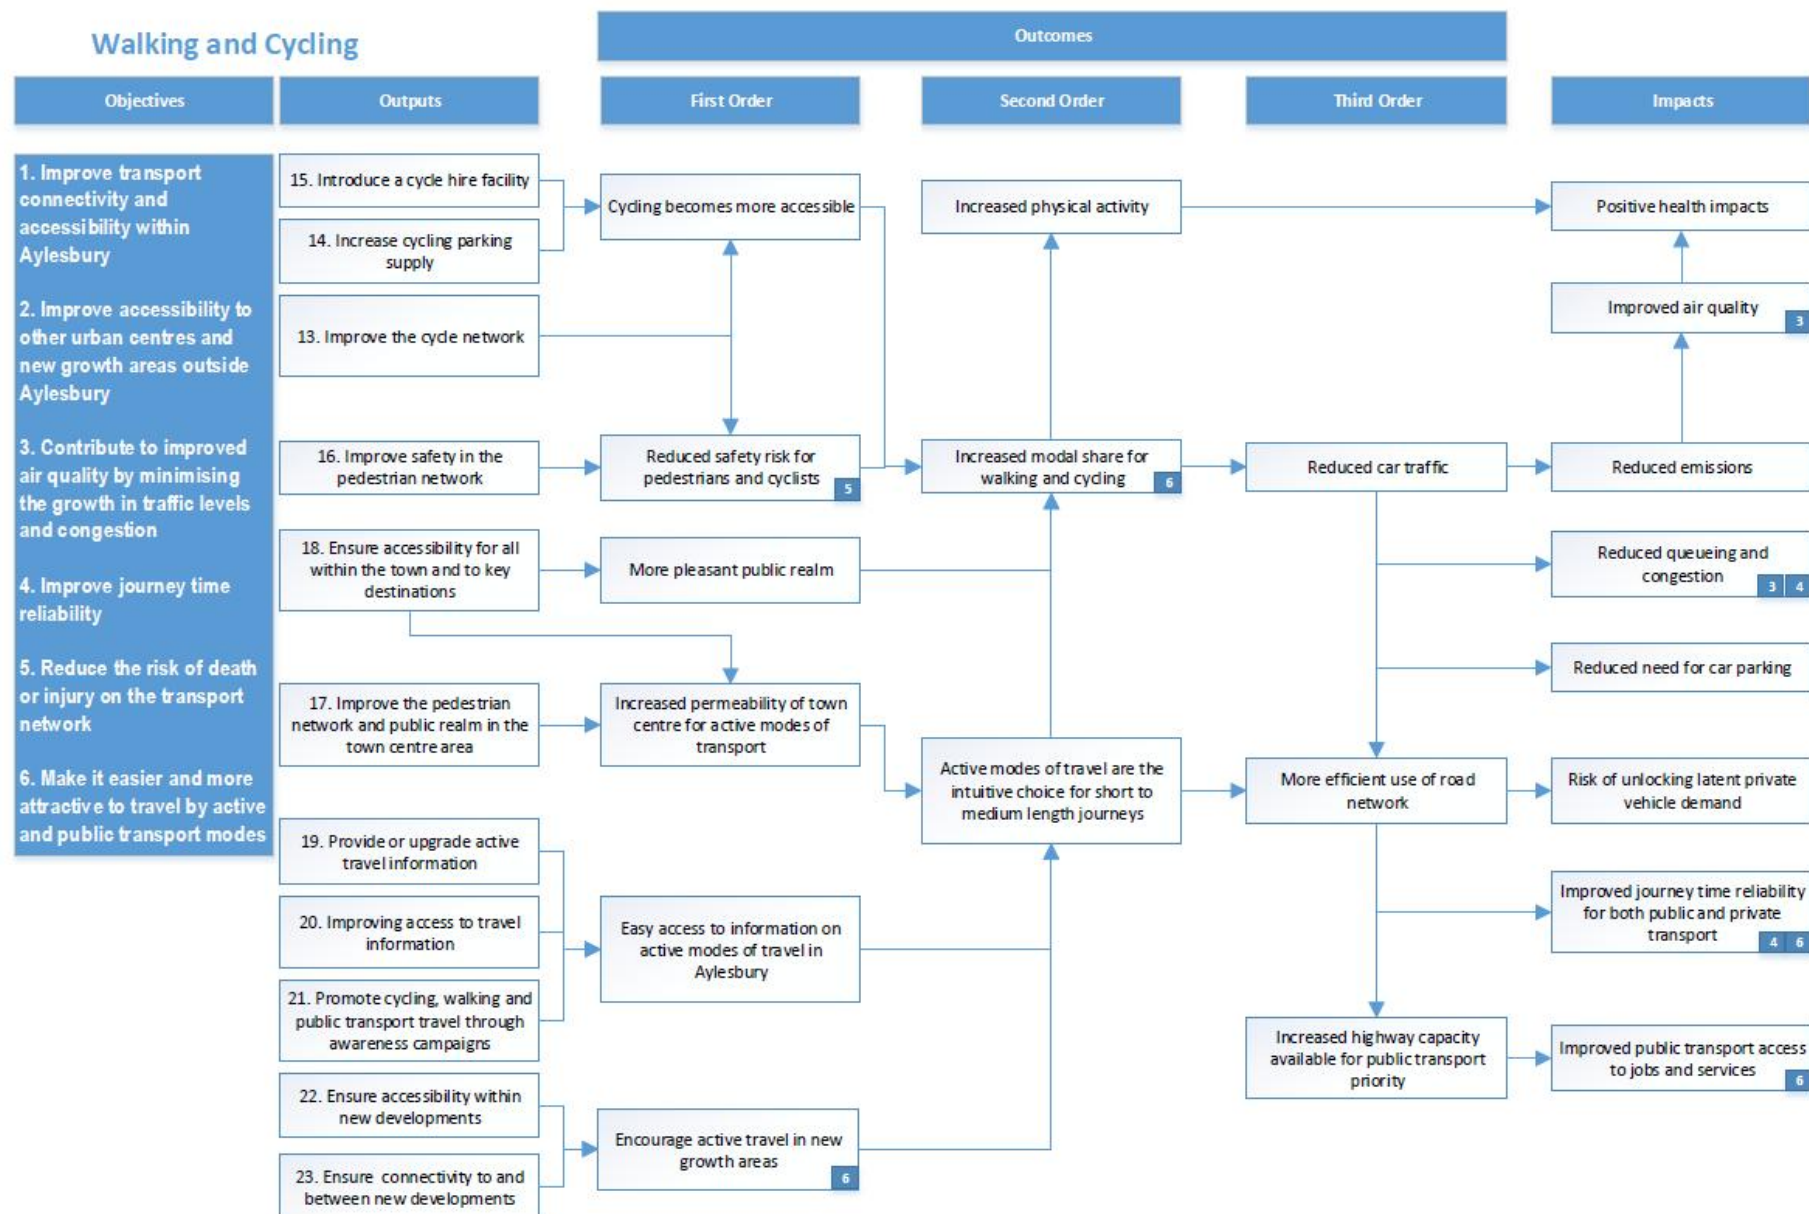 Walking and Cycling
Outcomes
Objectives
Outputs
First Order
Second Order
Third Order
Impacts
1. Improve transport
connectivity and
accessibility within
Aylesbury
2. Improve accessibility to
other urban centres and
new growth areas outside
Aylesbury
3. Contribute to improved
air quality by minimising
the growth in traffic levels
and congestion
4. Improve journey time
reliability
5. Reduce the risk of death
or injury on the transport
network
6. Make it easier and more
attractive to travel by active
and public transport modes
15. Introduce a cycle hire facility
14. Increase cycling parking
supply
13. Improve the cycle network
16. Improve safety in the
pedestrian network
18. Ensure accessibility for all
within the town and to key
destinations
17. Improve the pedestrian
network and public realm in the
town centre area
19. Provide or upgrade active
travel information
20. Improving access to travel
information
21. Promote cycling, walking and
public transport travel through
awareness campaigns
22. Ensure accessibility within
new developments
23. Ensure connectivity to and
between new developments
Cycling becomes more accessible
Reduced safety risk for
pedestrians and cyclists
5
More pleasant public realm
Increased permeability of town
centre for active modes of
transport
Easy access to information on
active modes of travel in
Aylesbury
Encourage active travel in new
growth areas
6
Increased physical activity
Increased modal share for
walking and cycling
6
Active modes of travel are the
intuitive choice for short to
medium length journeys
Reduced car traffic
More efficient use of road
network
Increased highway capacity
available for public transport
priority
Positive health impacts
Improved air quality
3
Reduced emissions
Reduced queueing and
congestion
3 4
Reduced need for car parking
Risk of unlocking latent private
vehicle demand
Improved journey time reliability
for both public and private
transport
4 6
Improved public transport access
to jobs and services
6